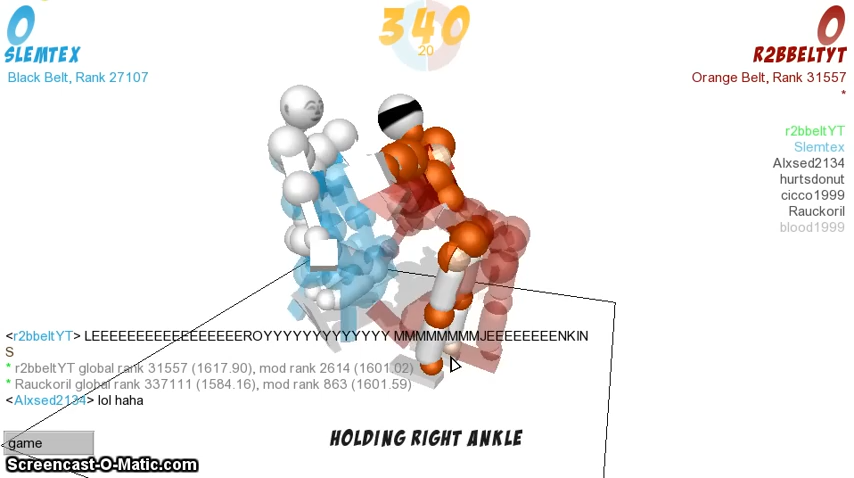 0
340
0
20
SLEMTEX
R2BBELTYT
Black Belt, Rank 27107
Orange Belt, Rank 31557
*
r2bbeltYT
Slemtex
Alxsed2134
hurtsdonut
cicco1999
Rauckoril
blood1999
<r2bbeltYT> LEEEEEEEEEEEEEEEEROYYYYYYYYYYYYY MMMMMMMMJEEEEEEEENKIN
S
* r2bbeltYT global rank 31557 (1617.90), mod rank 2614 (1601.02)
* Rauckoril global rank 337111 (1584.16), mod rank 863 (1601.59)
<Alxsed2134> lol haha
HOLDING RIGHT ANKLE
game
Screencast-O-Matic.com